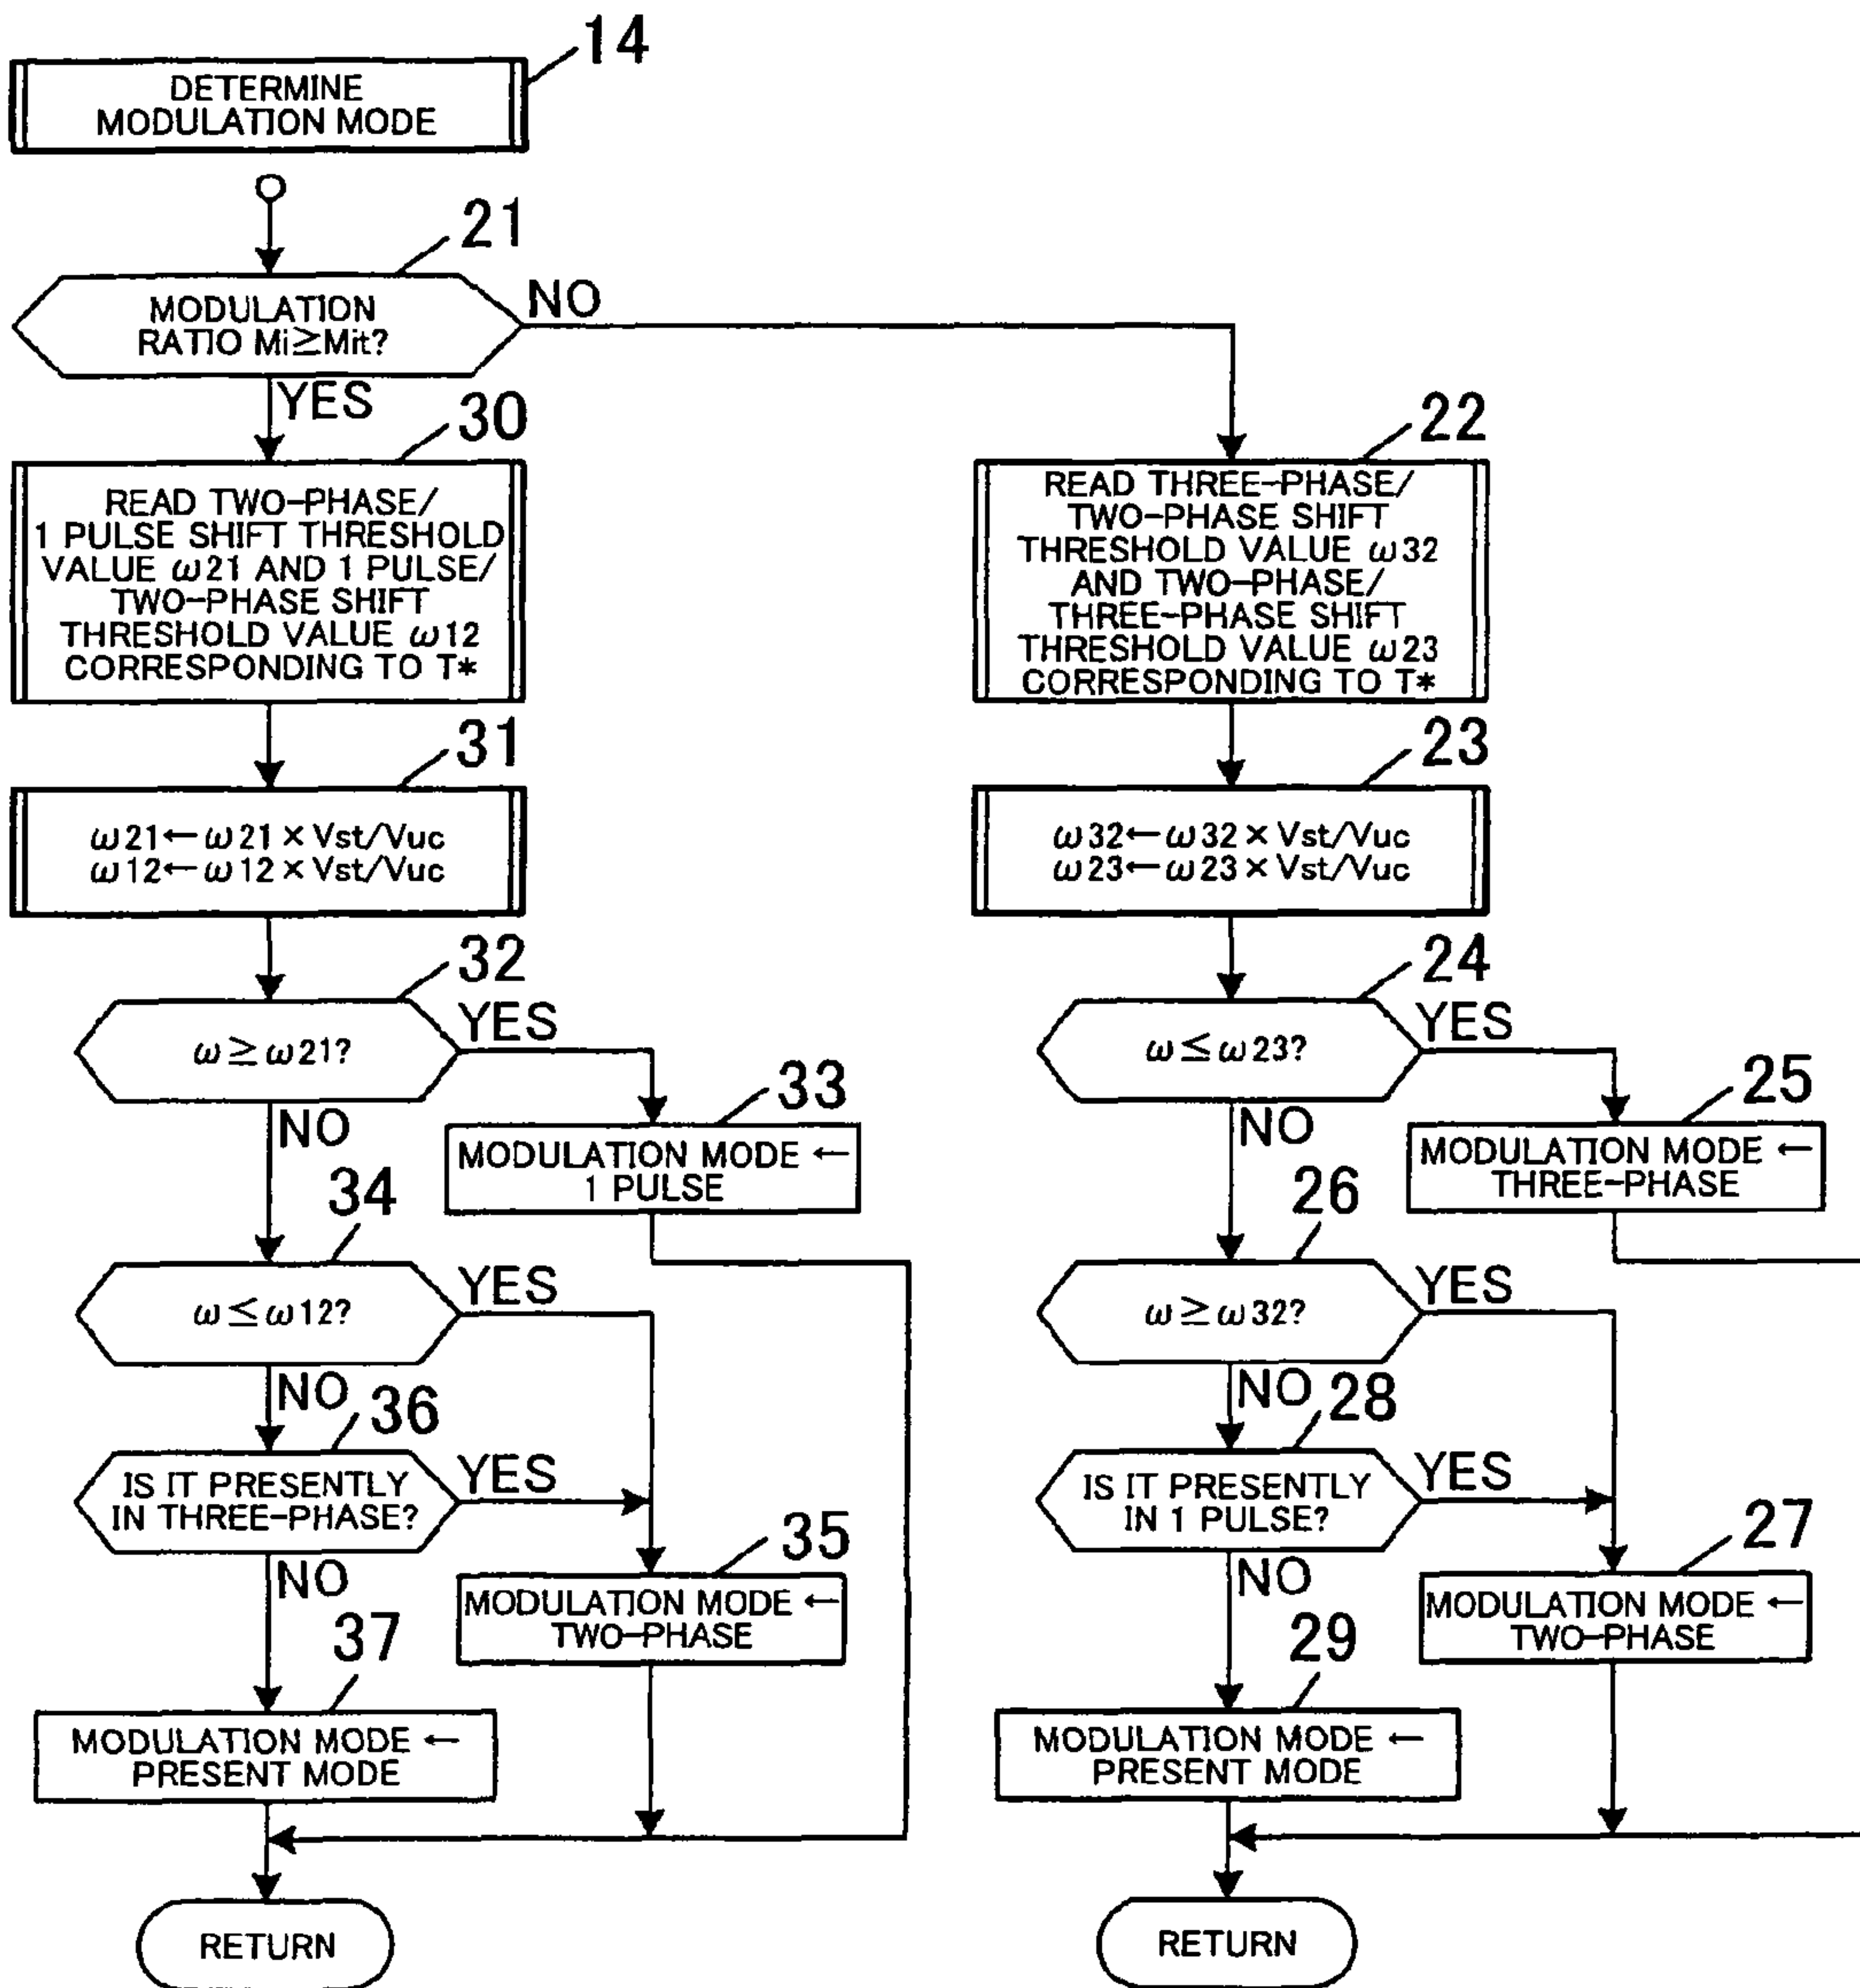 14
DETERMINE
MODULATION MODE
21
MODULATION
RATIO Mi≧Mit?
NO
YES
30
READ TWO-PHASE/
1 PULSE SHIFT THRESHOLD
VALUE ω21 AND 1 PULSE/
TWO-PHASE SHIFT
THRESHOLD VALUE ω12
CORRESPONDING TO T*
31
ω21←ω21×Vst/Vuc
ω12←ω12×Vst/Vuc
32
ω≧ω21?
YES
NO
33
MODULATION MODE ←
1 PULSE
34
ω≦ω12?
YES
NO
36
IS IT PRESENTLY
IN THREE-PHASE?
YES
NO
35
MODULATION MODE ←
TWO-PHASE
37
MODULATION MODE ←
PRESENT MODE
RETURN
22
READ THREE-PHASE/
TWO-PHASE SHIFT
THRESHOLD VALUE ω32
AND TWO-PHASE/
THREE-PHASE SHIFT
THRESHOLD VALUE ω23
CORRESPONDING TO T*
23
ω32←ω32×Vst/Vuc
ω23←ω23×Vst/Vuc
24
ω≦ω23?
YES
NO
25
MODULATION MODE ←
THREE-PHASE
26
ω≧ω32?
YES
NO
28
IS IT PRESENTLY
IN 1 PULSE?
YES
NO
27
MODULATION MODE ←
TWO-PHASE
29
MODULATION MODE ←
PRESENT MODE
RETURN